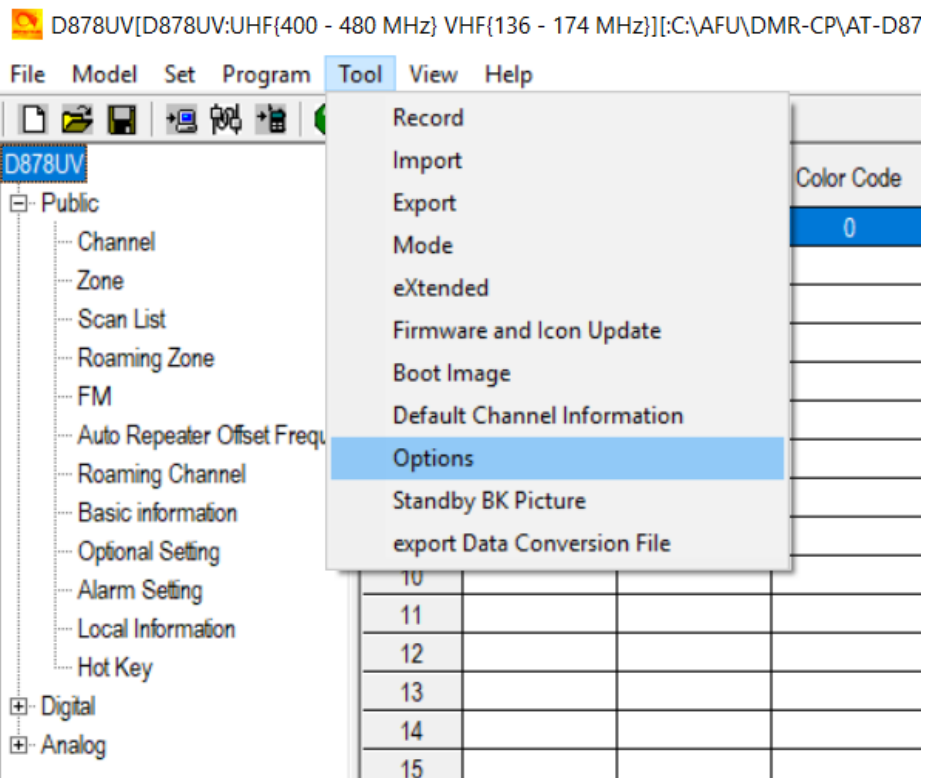 D878UV[D878UV:UHF{400 - 480 MHz} VHF{136 - 174 MHz}][:C:\AFU\DMR-CP\AT-D87
File Model Set Program Tool View Help
Record
Import
Export
Mode
eXtended
Firmware and Icon Update
Boot Image
Default Channel Information
Options
Standby BK Picture
export Data Conversion File
D878UV
Public
Channel
Zone
Scan List
Roaming Zone
FM
Auto Repeater Offset Frequ
Roaming Channel
Basic information
Optional Setting
Alarm Setting
Local Information
Hot Key
Digital
Analog
Color Code
0
10
11
12
13
14
15